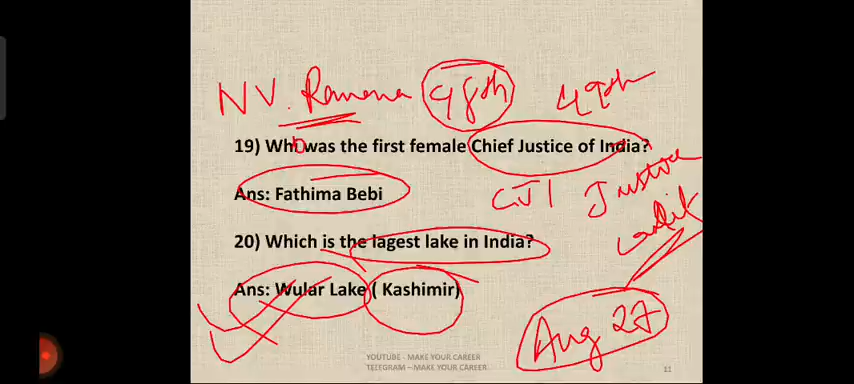 NV. Ramana 48th 49th
19) Who was the first female Chief Justice of India?
Ans: Fathima Bebi
CJI Justice
Lalit
20) Which is the lagest lake in India?
Ans: Wular Lake ( Kashimir)
Aug 27
YOUTUBE - MAKE YOUR CAREER
TELEGRAM – MAKE YOUR CAREER
11